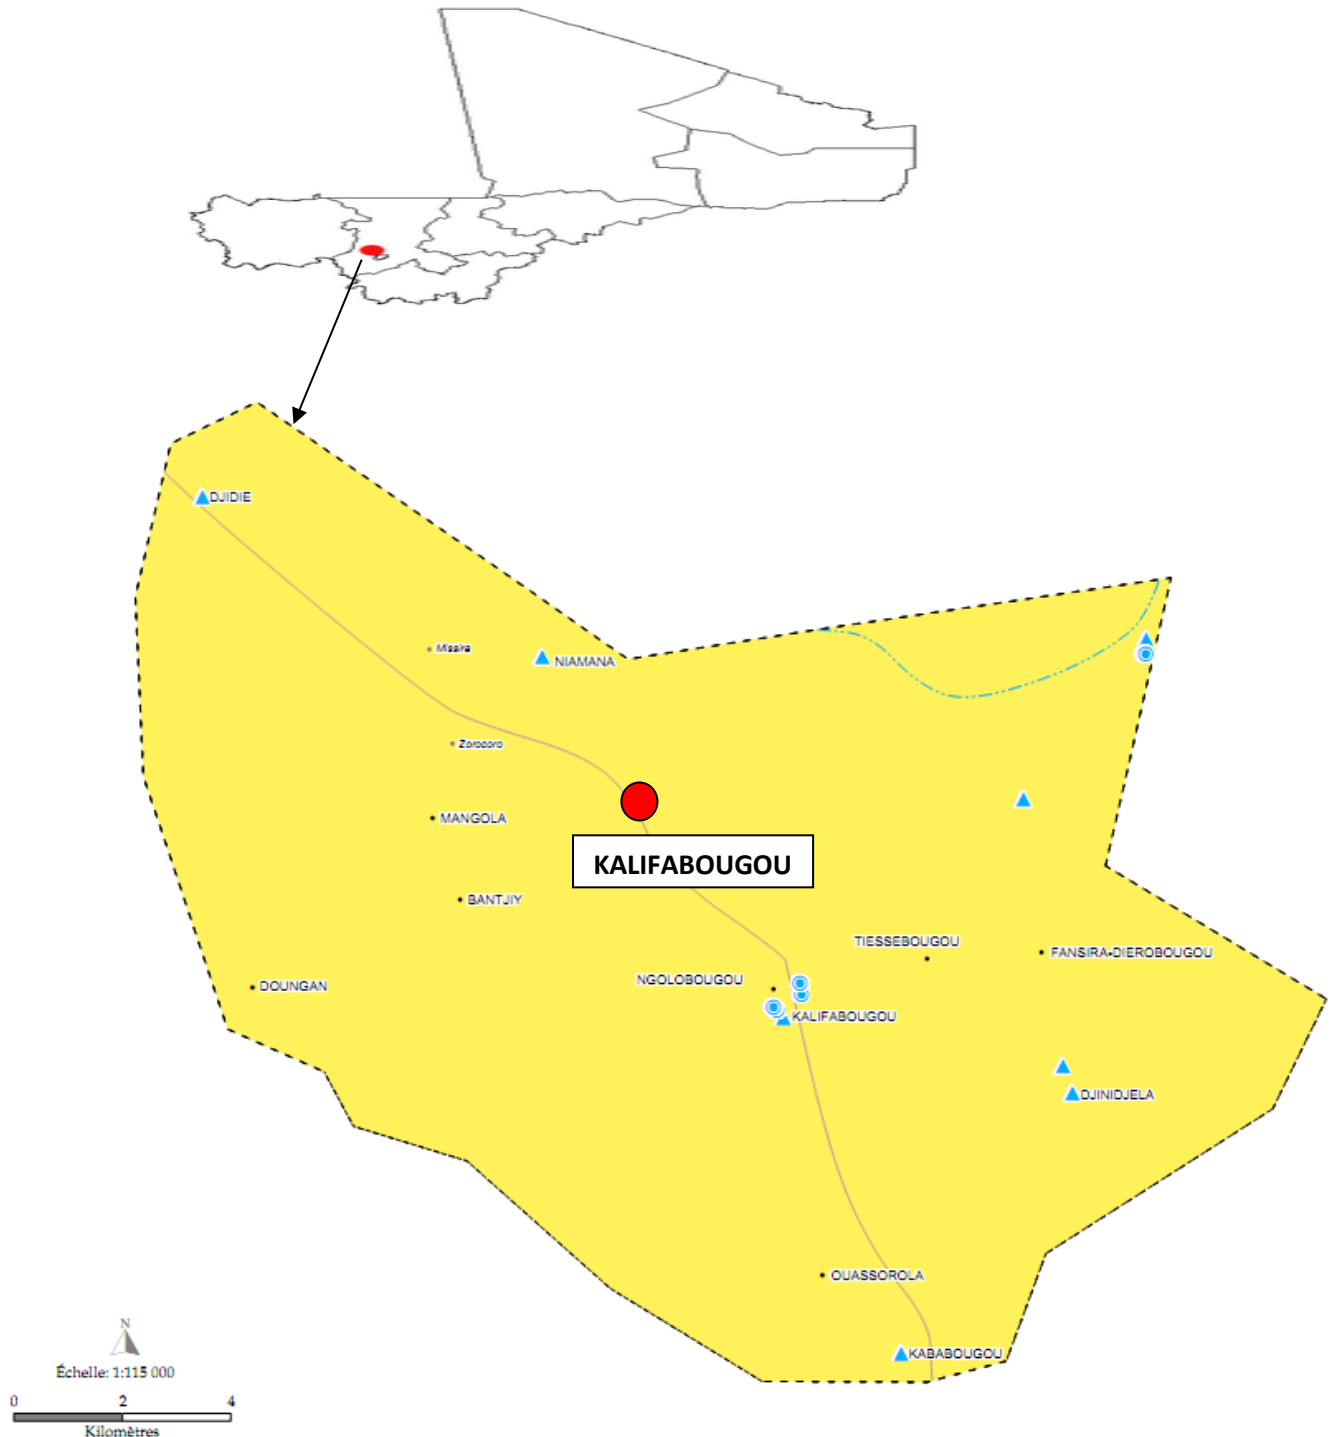 DJIDIE
Missira
NIAMANA
Zorocoro
MANGOLA
KALIFABOUGOU
BANTJIY
TIESSEBOUGOU
FANSIRA-DIEROBOUGOU
NGOLOBOUGOU
DOUNGAN
KALIFABOUGOU
DJINIDJELA
OUASSOROLA
KABABOUGOU
N
Échelle: 1:115 000
0 2 4
Kilomètres